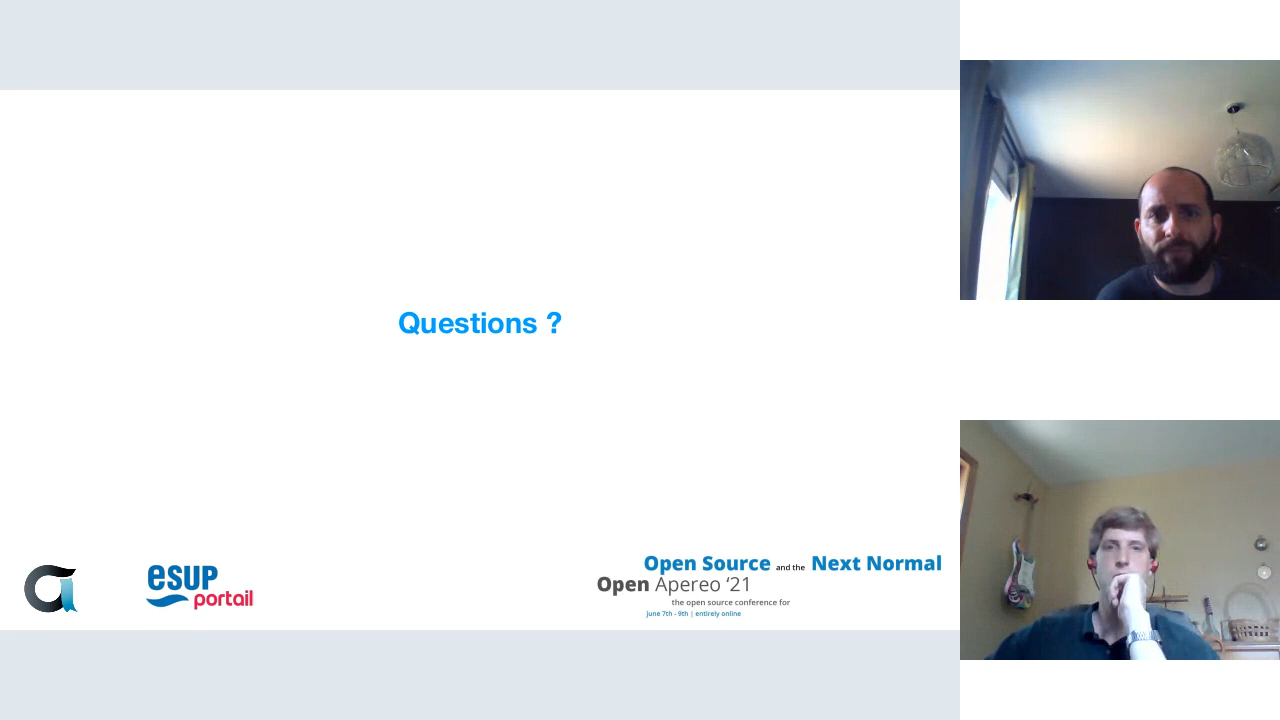 Questions ?
esup
portail
Open Source and the Next Normal
Open Apereo ‘21
the open source conference for
June 7th - 9th | entirely online